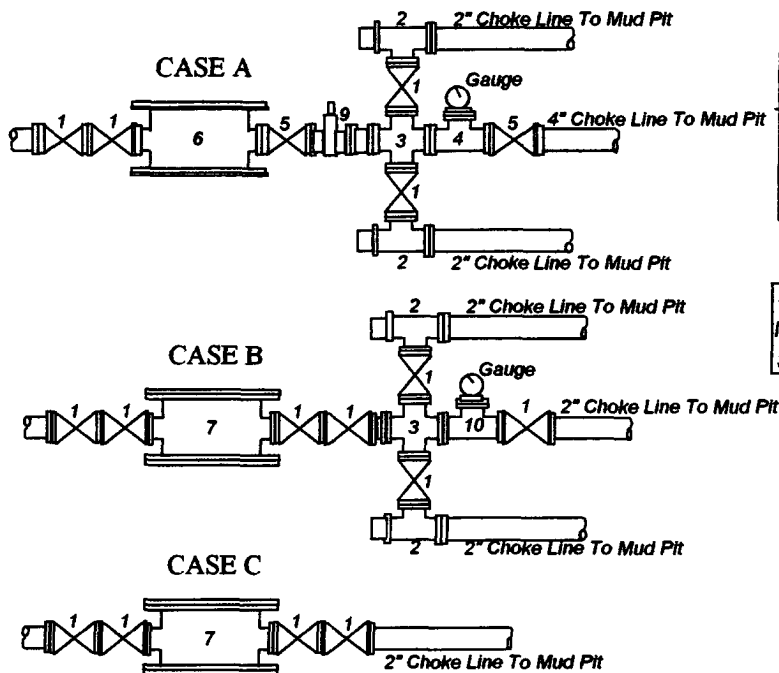 2
2" Choke Line To Mud Pit
CASE A
Gauge
1
1 1 6 5 9 3 4 5 4" Choke Line To Mud Pit
1
2 2" Choke Line To Mud Pit
2 2" Choke Line To Mud Pit
CASE B
Gauge
1
1 1 7 1 1 3 10 1 2" Choke Line To Mud Pit
1
2 2" Choke Line To Mud Pit
CASE C
1 1 7 1 1
2" Choke Line To Mud Pit